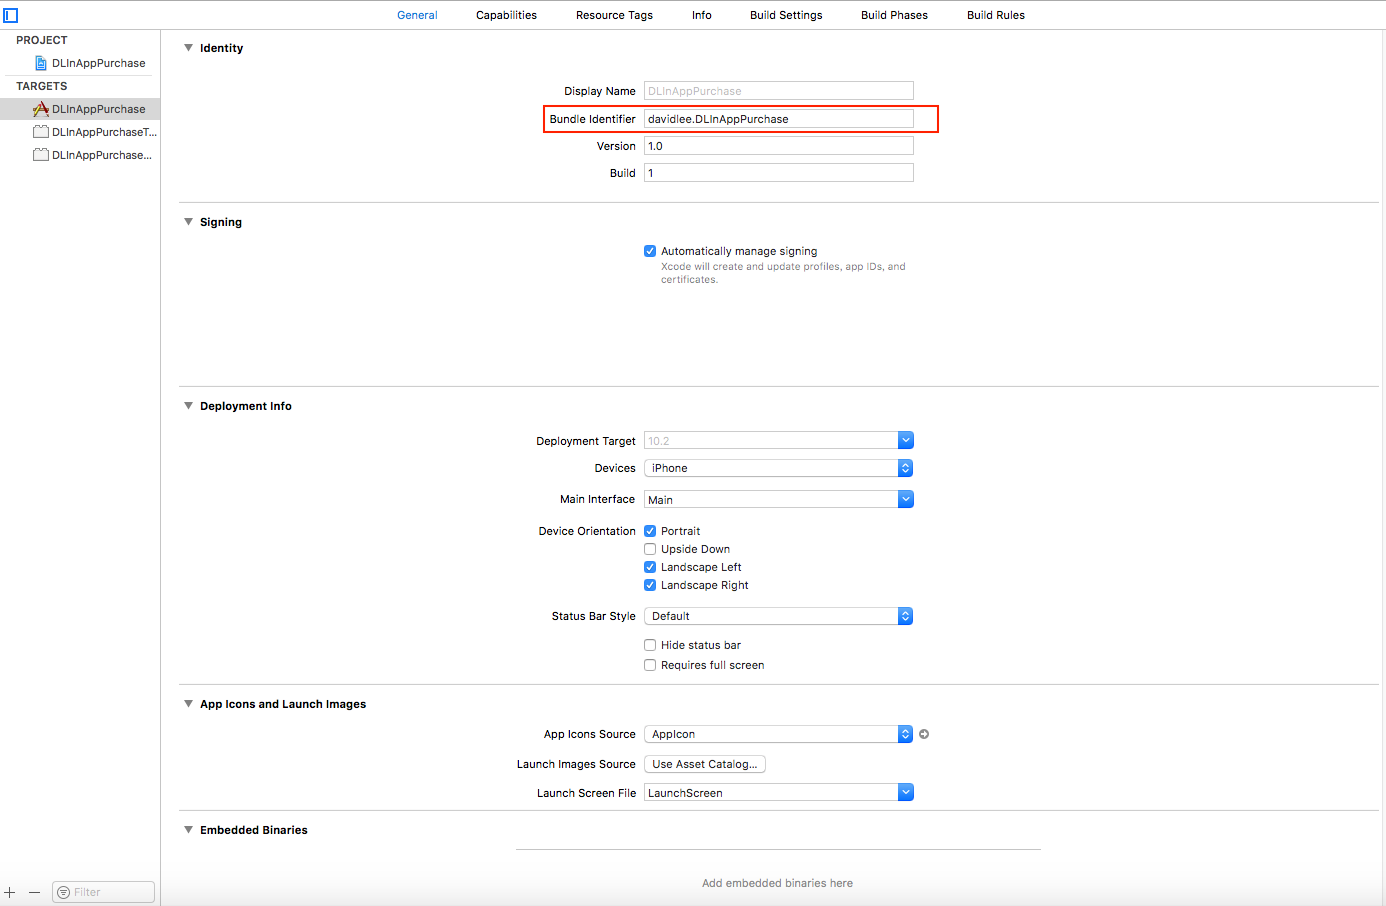 General Capabilities Resource Tags Info Build Settings Build Phases Build Rules
PROJECT
DLInAppPurchase
TARGETS
DLInAppPurchase
DLInAppPurchaseT...
DLInAppPurchase...
Filter
Identity
Display Name DLInAppPurchase
Bundle Identifier davidlee.DLInAppPurchase
Version 1.0
Build 1
Signing
Automatically manage signing
Xcode will create and update profiles, app IDs, and
certificates.
Deployment Info
Deployment Target 10.2
Devices iPhone
Main Interface Main
Device Orientation Portrait
Upside Down
Landscape Left
Landscape Right
Status Bar Style Default
Hide status bar
Requires full screen
App Icons and Launch Images
App Icons Source AppIcon
Launch Images Source Use Asset Catalog...
Launch Screen File LaunchScreen
Embedded Binaries
Add embedded binaries here